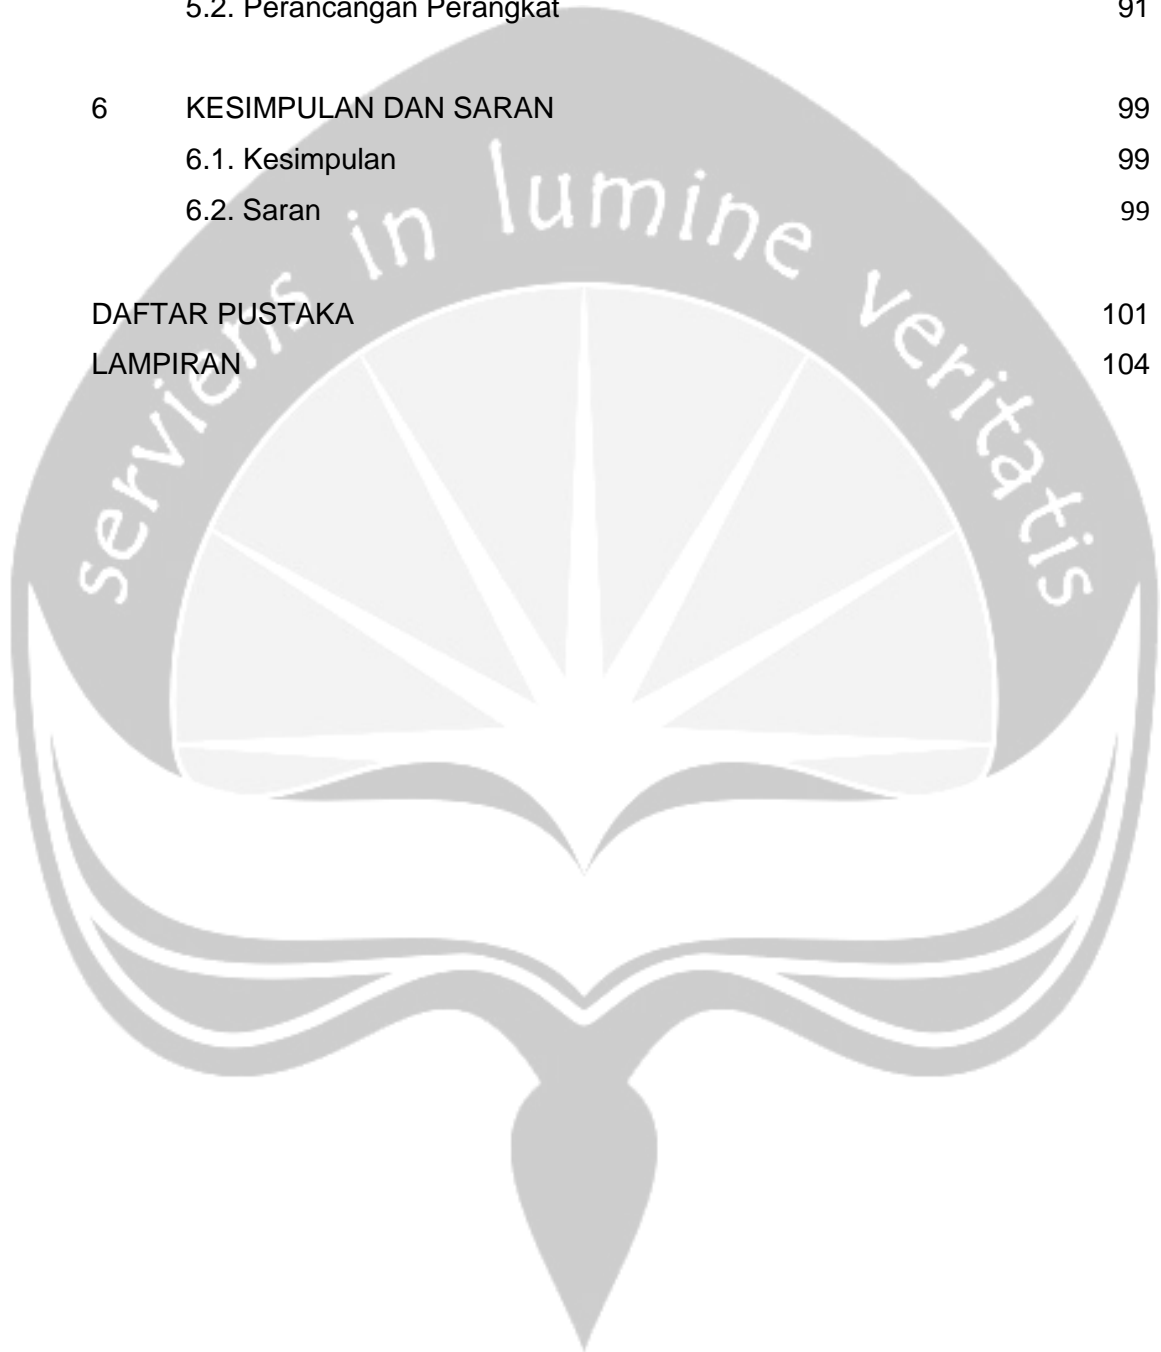 5.2. Perancangan Perangkat 91
6 KESIMPULAN DAN SARAN 99
6.1. Kesimpulan 99
6.2. Saran 99
DAFTAR PUSTAKA 101
LAMPIRAN 104
serviens in lumine veritatis